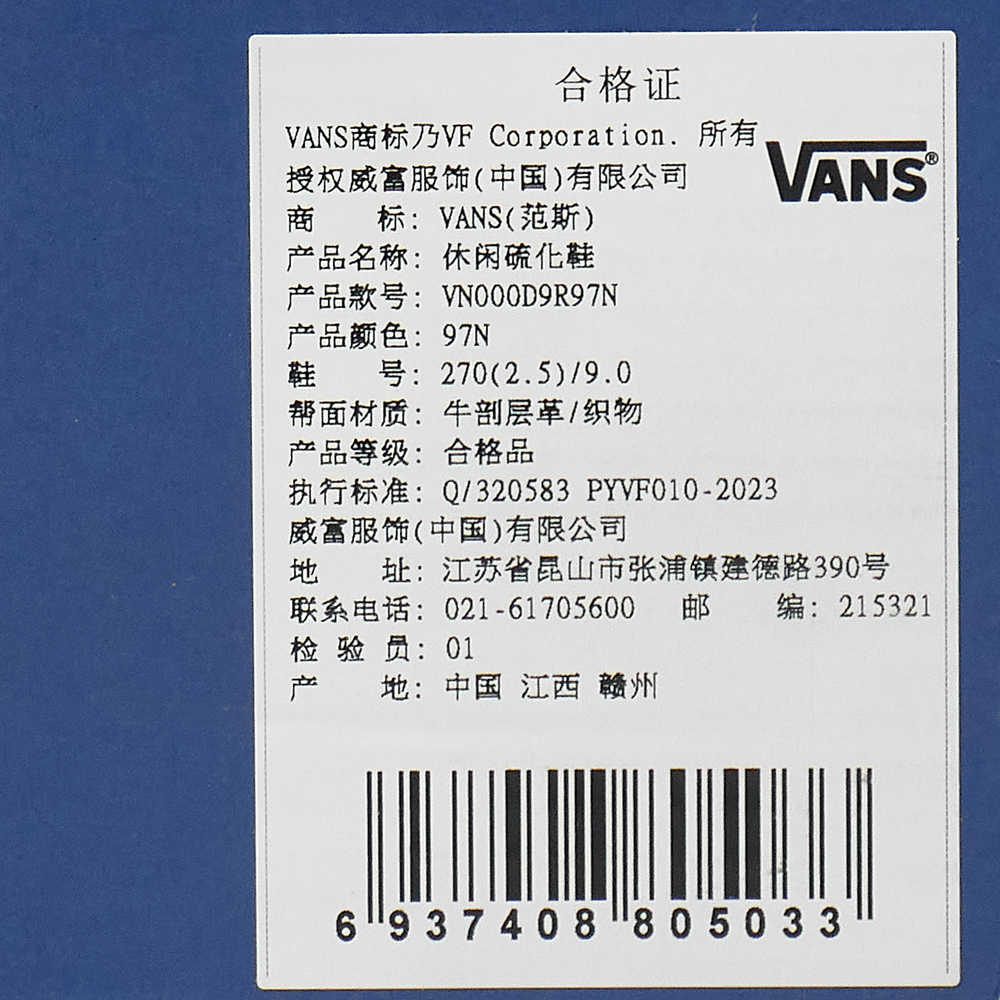 合格证
VANS商标乃VF Corporation. 所有
VANS®
授权威富服饰(中国)有限公司
商 标: VANS(范斯)
产品名称: 休闲硫化鞋
产品款号: VN000D9R97N
产品颜色: 97N
鞋 号: 270(2.5)/9.0
帮面材质: 牛剖层革/织物
产品等级: 合格品
执行标准: Q/320583 PYVF010-2023
威富服饰(中国)有限公司
地 址: 江苏省昆山市张浦镇建德路390号
联系电话: 021-61705600 邮 编: 215321
检 验 员: 01
产 地: 中国 江西 赣州
6 937408 805033